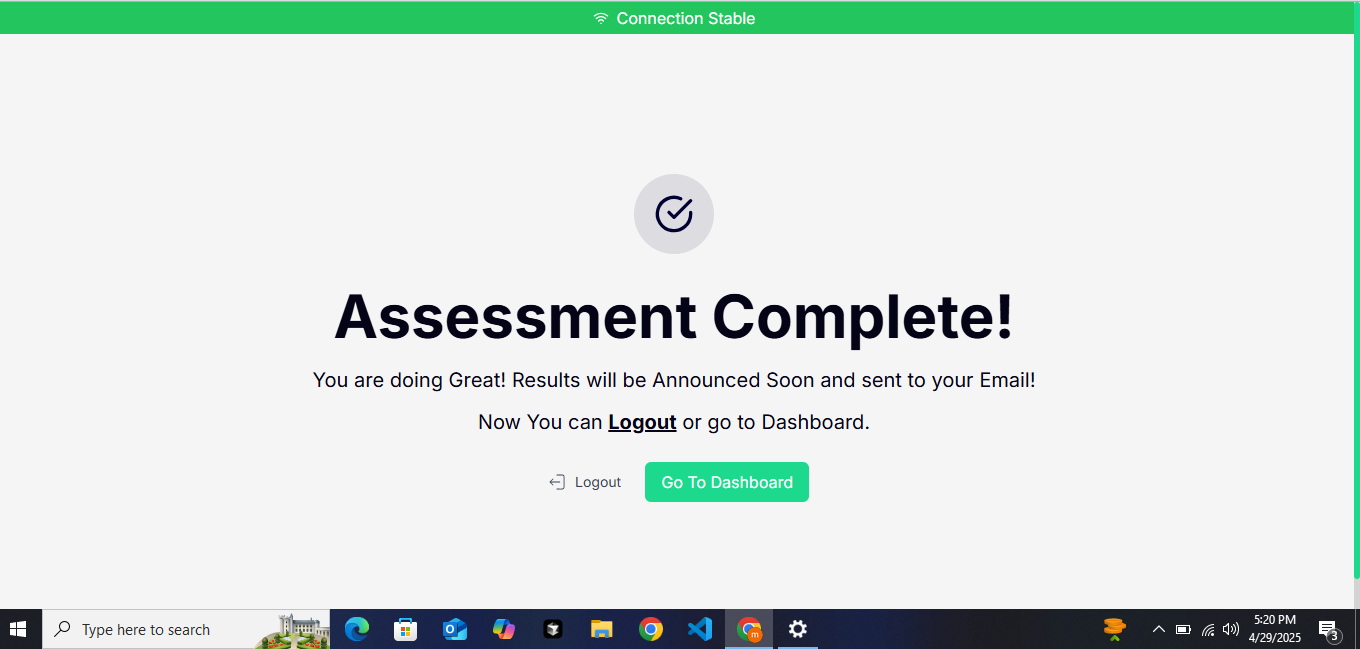 Connection Stable
Assessment Complete!
You are doing Great! Results will be Announced Soon and sent to your Email!
Now You can Logout or go to Dashboard.
Logout
Go To Dashboard
Type here to search
m
5:20 PM
4/29/2025
3